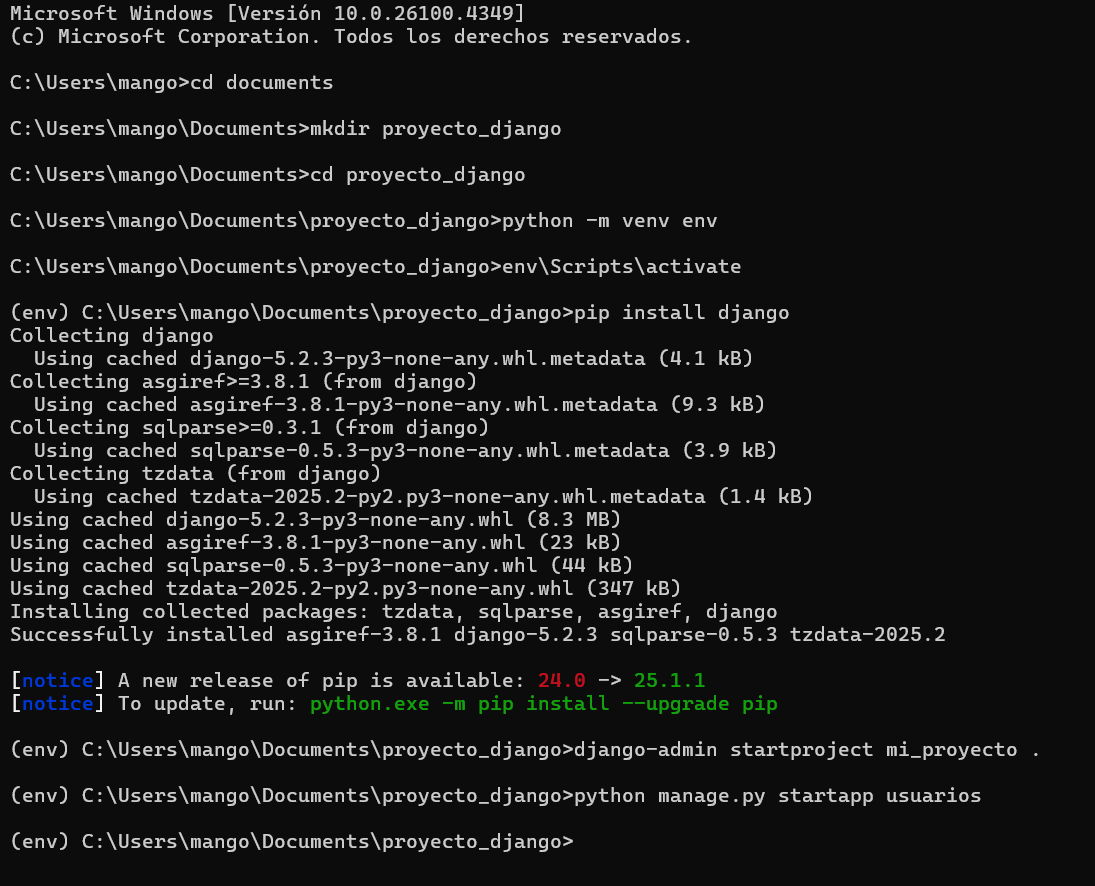 Microsoft Windows [Versión 10.0.26100.4349]
(c) Microsoft Corporation. Todos los derechos reservados.
C:\Users\mango>cd documents
C:\Users\mango\Documents>mkdir proyecto_django
C:\Users\mango\Documents>cd proyecto_django
C:\Users\mango\Documents\proyecto_django>python -m venv env
C:\Users\mango\Documents\proyecto_django>env\Scripts\activate
(env) C:\Users\mango\Documents\proyecto_django>pip install django
Collecting django
  Using cached django-5.2.3-py3-none-any.whl.metadata (4.1 kB)
Collecting asgiref>=3.8.1 (from django)
  Using cached asgiref-3.8.1-py3-none-any.whl.metadata (9.3 kB)
Collecting sqlparse>=0.3.1 (from django)
  Using cached sqlparse-0.5.3-py3-none-any.whl.metadata (3.9 kB)
Collecting tzdata (from django)
  Using cached tzdata-2025.2-py2.py3-none-any.whl.metadata (1.4 kB)
Using cached django-5.2.3-py3-none-any.whl (8.3 MB)
Using cached asgiref-3.8.1-py3-none-any.whl (23 kB)
Using cached sqlparse-0.5.3-py3-none-any.whl (44 kB)
Using cached tzdata-2025.2-py2.py3-none-any.whl (347 kB)
Installing collected packages: tzdata, sqlparse, asgiref, django
Successfully installed asgiref-3.8.1 django-5.2.3 sqlparse-0.5.3 tzdata-2025.2
[notice] A new release of pip is available: 24.0 -> 25.1.1
[notice] To update, run: python.exe -m pip install --upgrade pip
(env) C:\Users\mango\Documents\proyecto_django>django-admin startproject mi_proyecto .
(env) C:\Users\mango\Documents\proyecto_django>python manage.py startapp usuarios
(env) C:\Users\mango\Documents\proyecto_django>